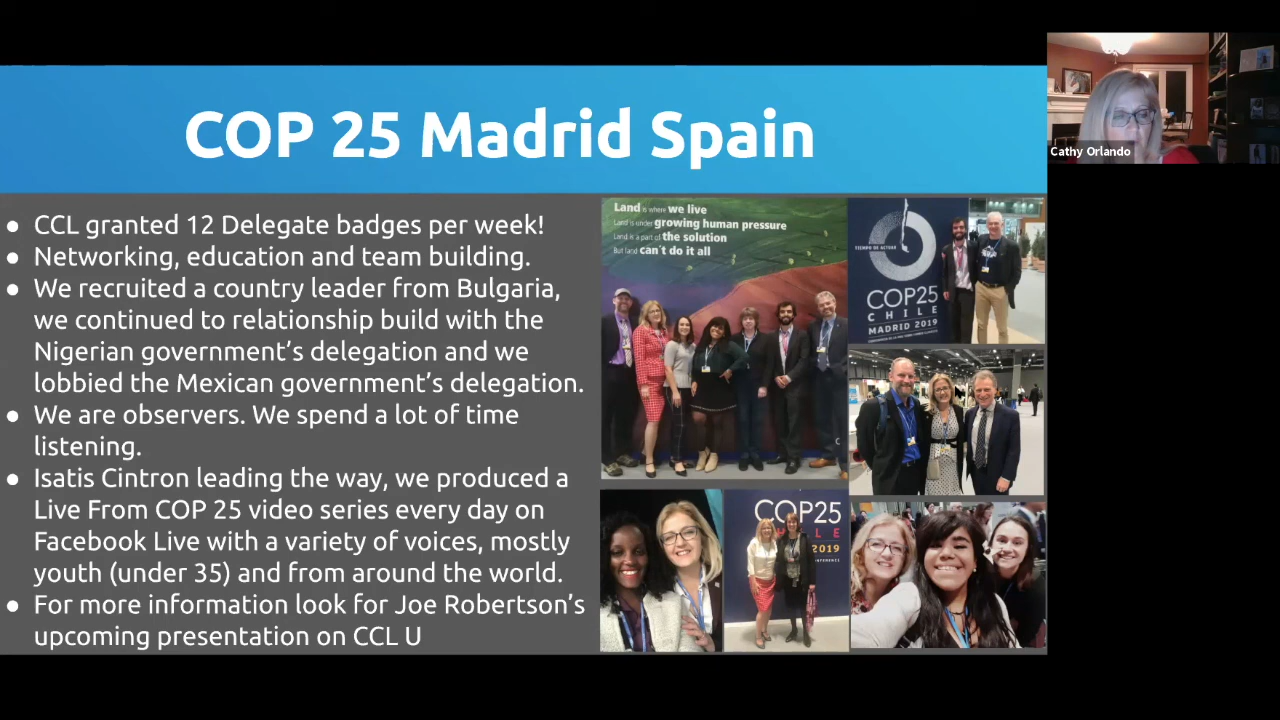 COP 25 Madrid Spain
Cathy Orlando
● CCL granted 12 Delegate badges per week!
● Networking, education and team building.
● We recruited a country leader from Bulgaria,
we continued to relationship build with the
Nigerian government's delegation and we
lobbied the Mexican government's delegation.
● We are observers. We spend a lot of time
listening.
● Isatis Cintron leading the way, we produced a
Live From COP 25 video series every day on
Facebook Live with a variety of voices, mostly
youth (under 35) and from around the world.
● For more information look for Joe Robertson's
upcoming presentation on CCL U
Land is where we live
Land is under growing human pressure
Land is a part of the solution
But land can't do it all
TIEMPO DE ACTUAR
COP25
CHILE
MADRID 2019
COP25
2019